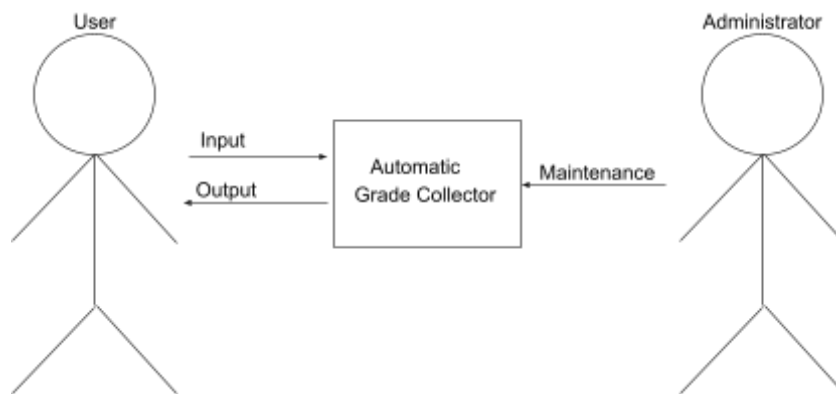 User
Administrator
Input
Output
Automatic
Grade Collector
Maintenance